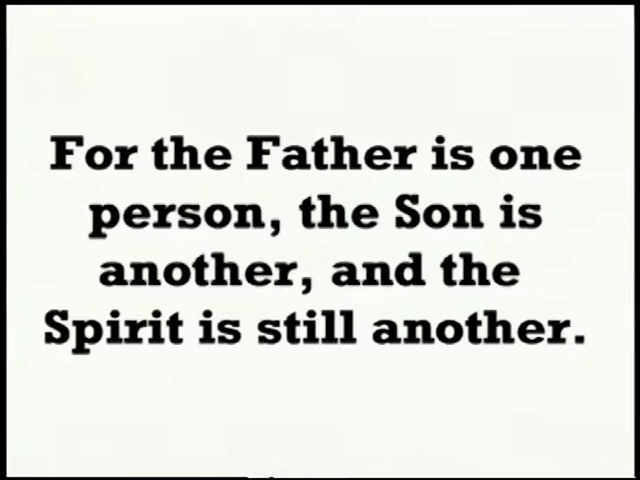 For the Father is one
person, the Son is
another, and the
Spirit is still another.